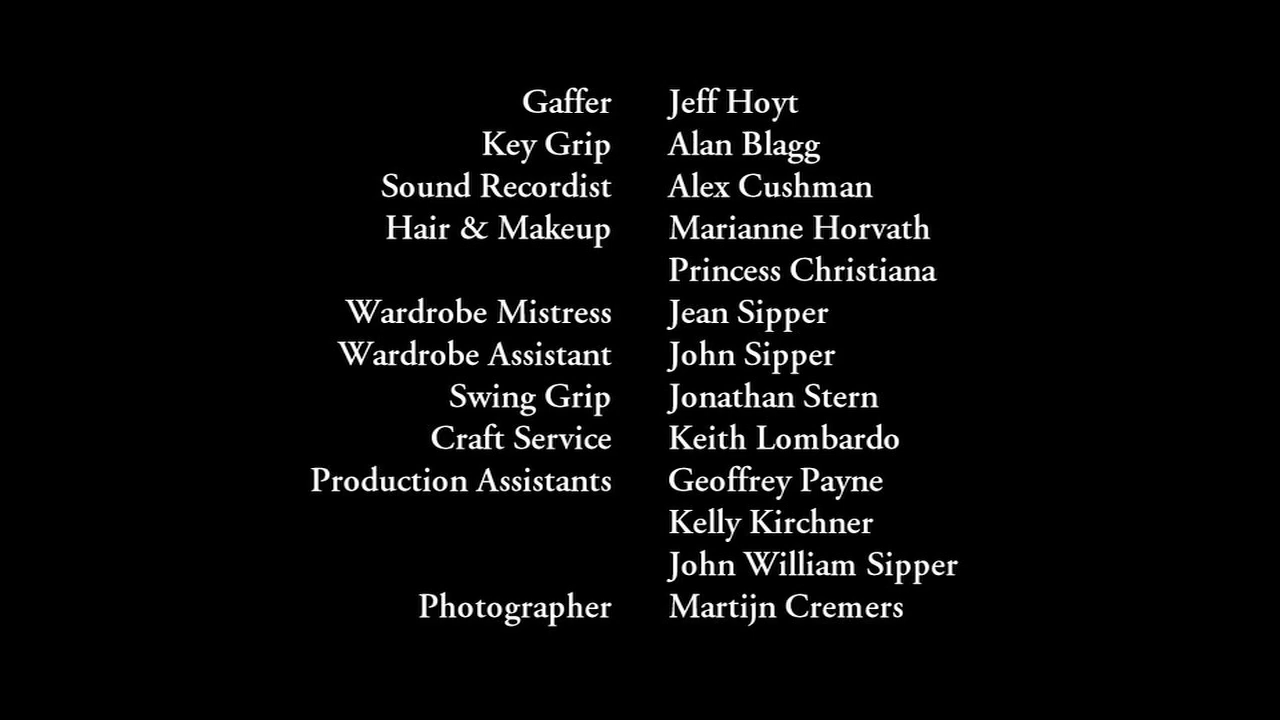 Gaffer Jeff Hoyt
Key Grip Alan Blagg
Sound Recordist Alex Cushman
Hair & Makeup Marianne Horvath
Princess Christiana
Wardrobe Mistress Jean Sipper
Wardrobe Assistant John Sipper
Swing Grip Jonathan Stern
Craft Service Keith Lombardo
Production Assistants Geoffrey Payne
Kelly Kirchner
John William Sipper
Photographer Martijn Cremers